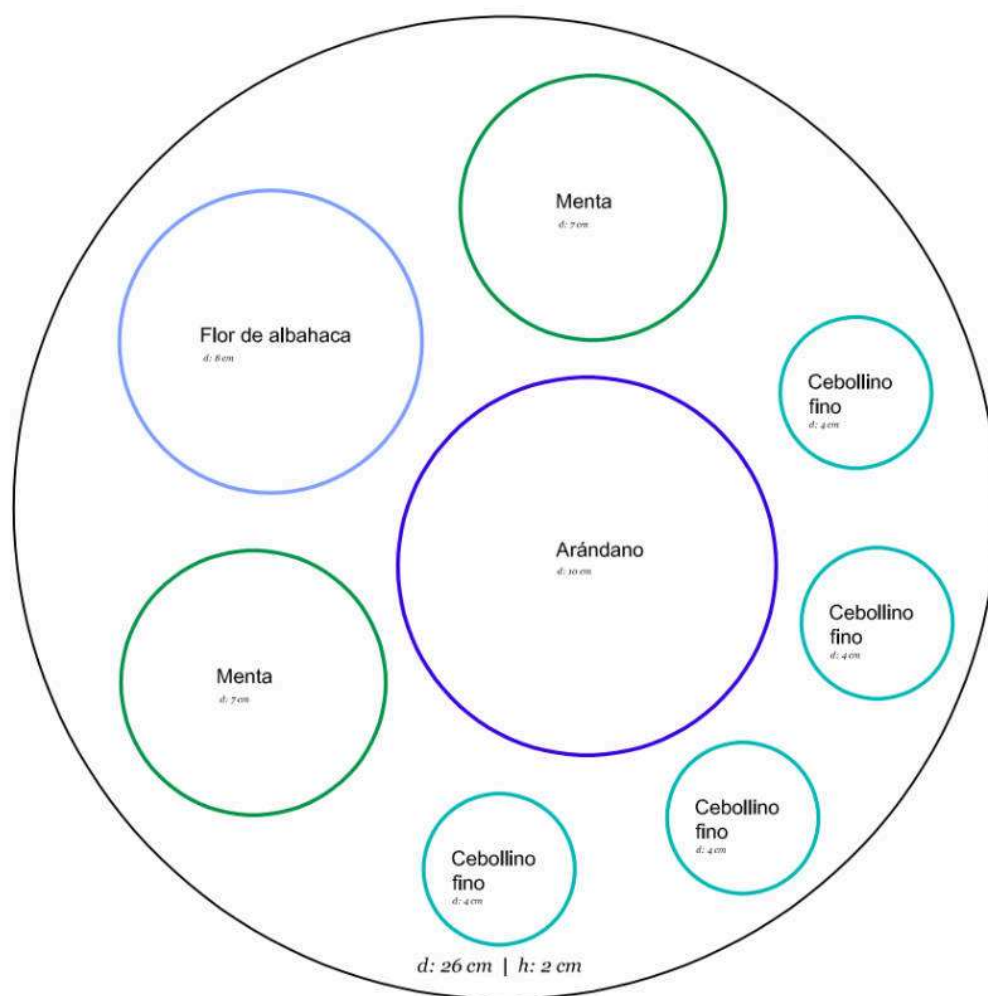 Menta
d: 7 cm
Flor de albahaca
d: 8 cm
Cebollino
fino
d: 4 cm
Arándano
d: 10 cm
Cebollino
fino
d: 4 cm
Menta
d: 7 cm
Cebollino
fino
d: 4 cm
Cebollino
fino
d: 4 cm
d: 26 cm | h: 2 cm